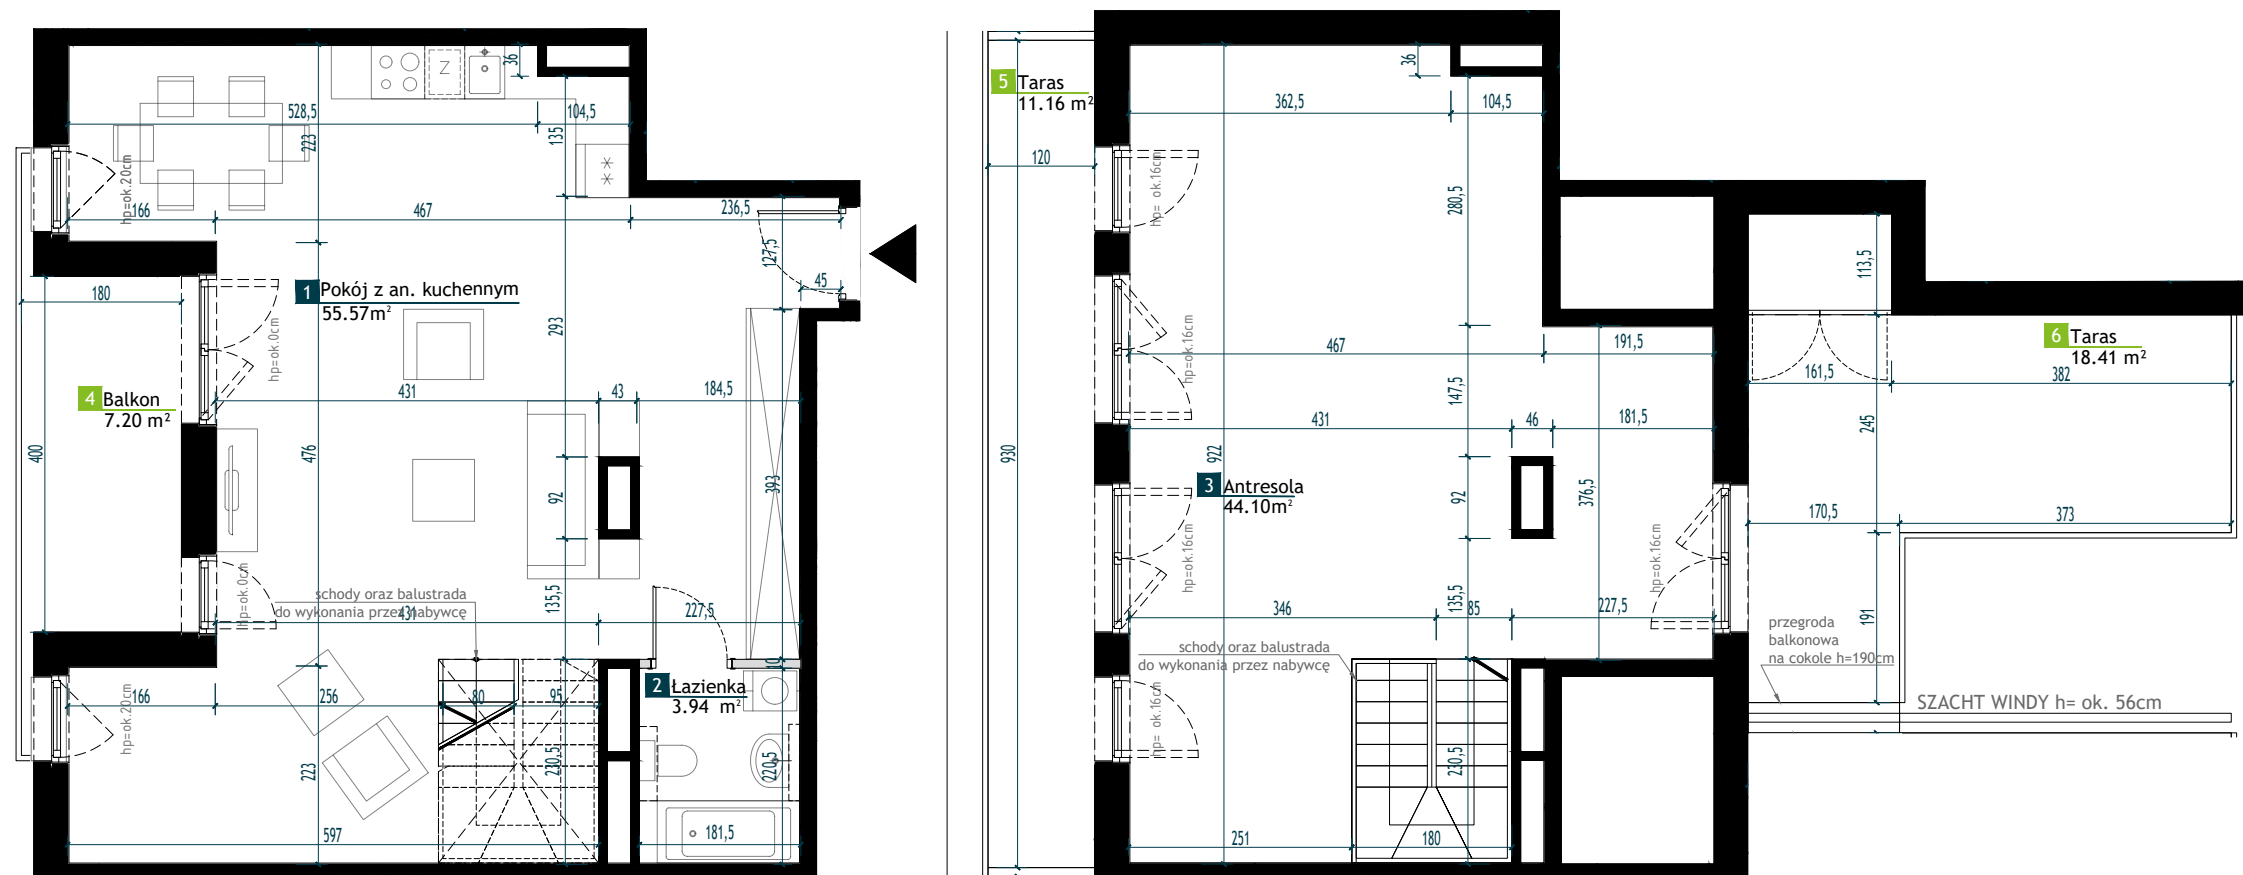 36
Z
528,5
104,5
223
135
hp=ok.20cm
166
467
236,5
127,5
45
1 Pokój z an. kuchennym
55.57m²
180
hp=ok.0cm
293
4 Balkon
7.20 m²
431
43
184,5
400
476
92
393
hp=ok.0cm
schody oraz balustrada
do wykonania przez nabywcę
431
135,5
227,5
10
2 Łazienka
3.94 m²
166
256
80
95
hp=ok.20cm
223
230,5
220,5
597
181,5
5 Taras
11.16 m²
36
362,5
104,5
120
hp= ok.16cm
280,5
113,5
467
191,5
hp=ok.16cm
6 Taras
18.41 m²
161,5
382
147,5
431
46
181,5
245
930
922
3 Antresola
44.10m²
92
376,5
170,5
373
hp=ok.16cm
hp=ok.16cm
135,5
346
85
227,5
191
schody oraz balustrada
do wykonania przez nabywcę
przegroda
balkonowa
na cokole h=190cm
SZACHT WINDY h= ok. 56cm
hp= ok.16cm
230,5
251
180